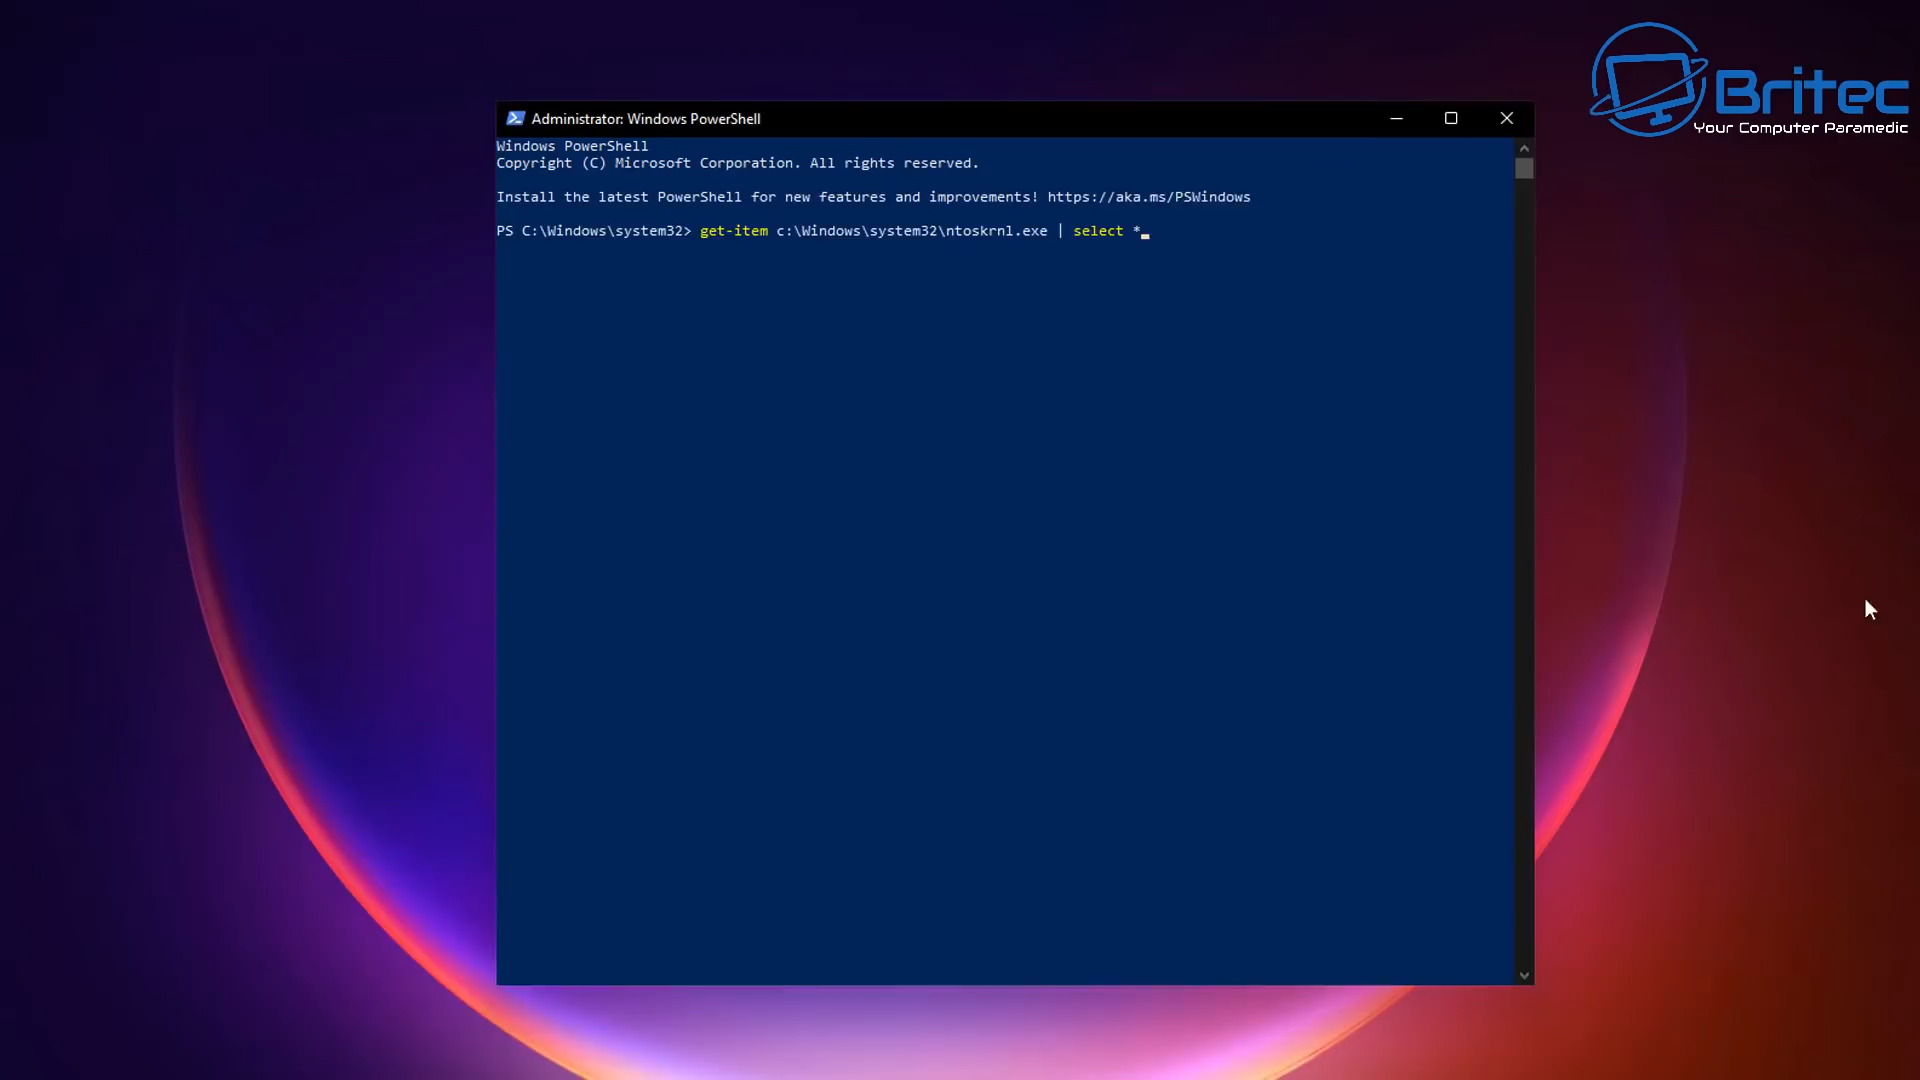 Britec
Your Computer Paramedic
Administrator: Windows PowerShell
Windows PowerShell
Copyright (C) Microsoft Corporation. All rights reserved.
Install the latest PowerShell for new features and improvements! https://aka.ms/PSWindows
PS C:\Windows\system32> get-item c:\Windows\system32\ntoskrnl.exe | select *